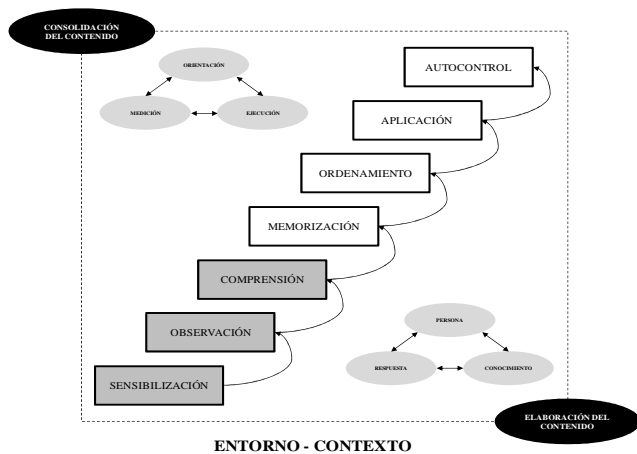 CONSOLIDACIÓN
DEL CONTENIDO
ORIENTACIÓN
MEDICIÓN
EJECUCIÓN
AUTOCONTROL
APLICACIÓN
ORDENAMIENTO
MEMORIZACIÓN
COMPRENSIÓN
OBSERVACIÓN
SENSIBILIZACIÓN
PERSONA
RESPUESTA
CONOCIMIENTO
ELABORACIÓN DEL
CONTENIDO
ENTORNO - CONTEXTO